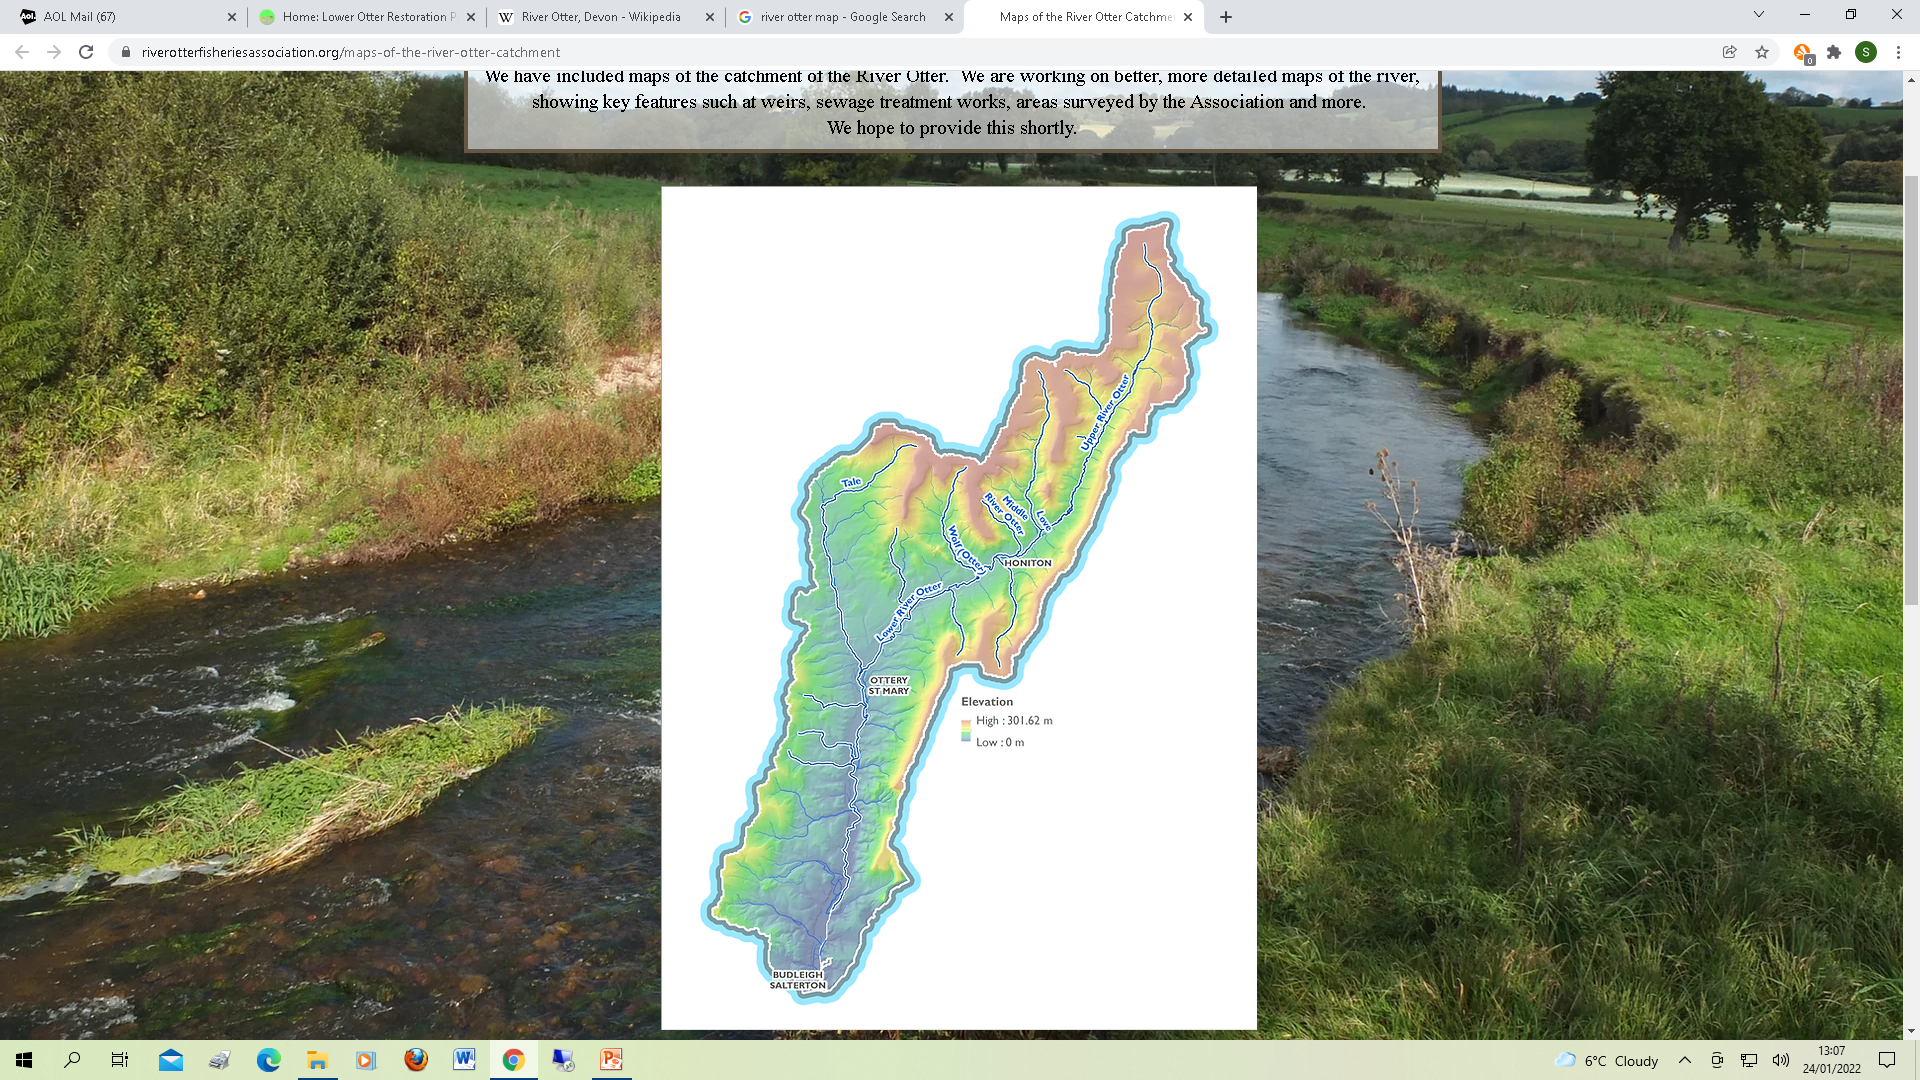 AOL Mail (67)
Home: Lower Otter Restoration P
River Otter, Devon - Wikipedia
river otter map - Google Search
Maps of the River Otter Catchme
riverotterfisheriesassociation.org/maps-of-the-river-otter-catchment
S
0
We have included maps of the catchment of the River Otter. We are working on better, more detailed maps of the river,
showing key features such at weirs, sewage treatment works, areas surveyed by the Association and more.
We hope to provide this shortly.
Upper River Otter
Tale
Middle
River Otter
Love
Wolf (Otter)
HONITON
Lower River Otter
OTTERY
ST MARY
Elevation
High : 301.62 m
Low : 0 m
BUDLEIGH
SALTERTON
6°C Cloudy
13:07
24/01/2022